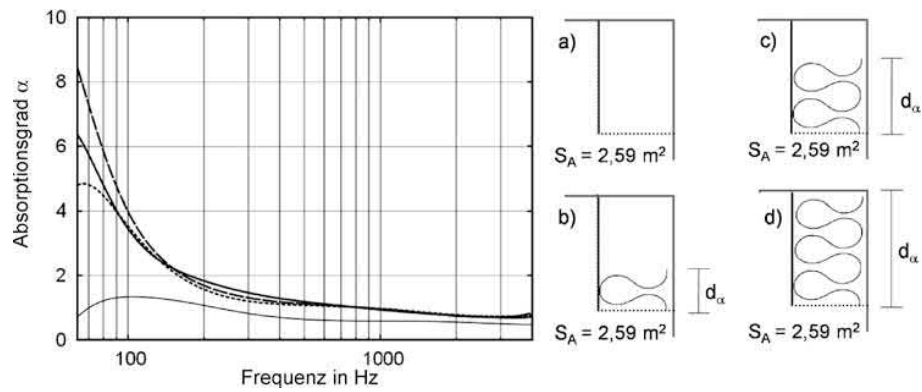 10
8
6
4
2
0
Absorptionsgrad α
100
1000
Frequenz in Hz
a)
S_A = 2,59 m²
b)
d_α
S_A = 2,59 m²
c)
d_α
S_A = 2,59 m²
d)
d_α
S_A = 2,59 m²